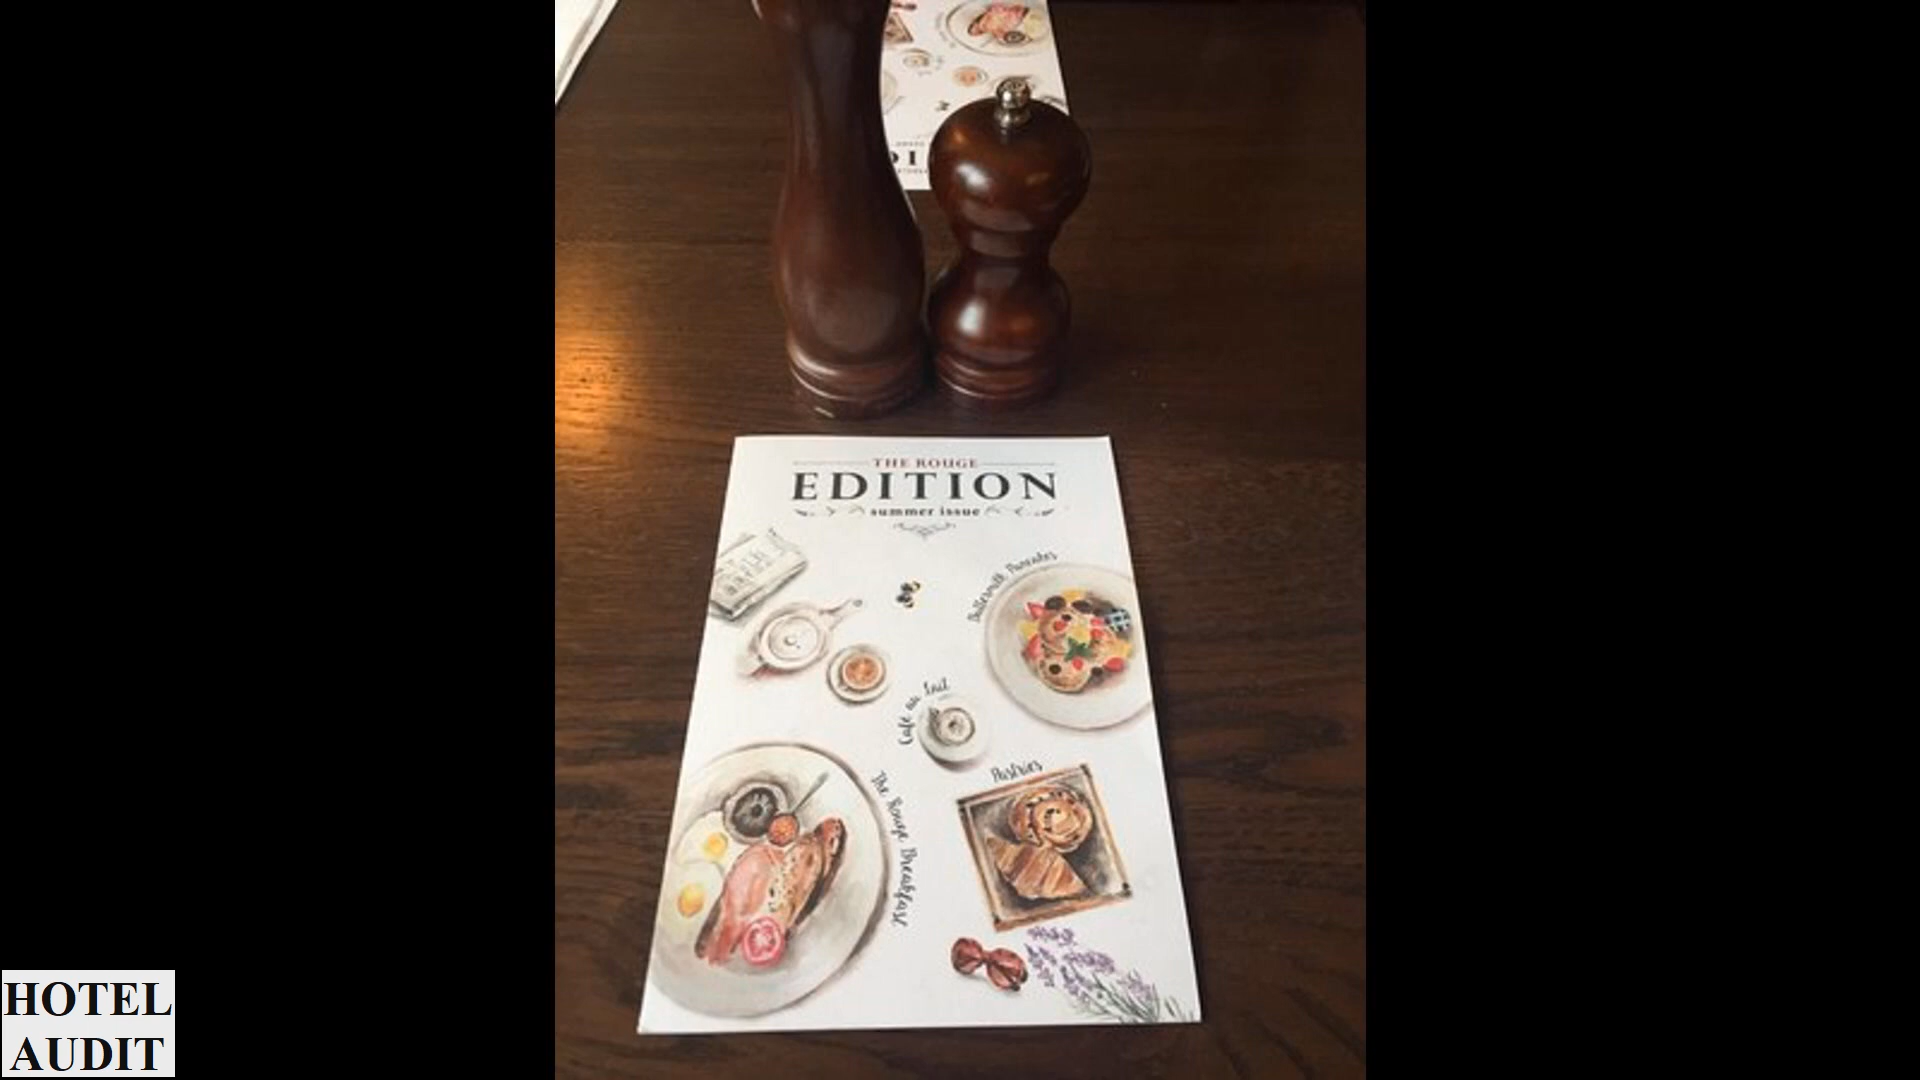 THE ROUGE
EDITION
summer issue
Buttermilk Pancakes
Café au lait
Pastries
The Rouge Breakfast
HOTEL
AUDIT